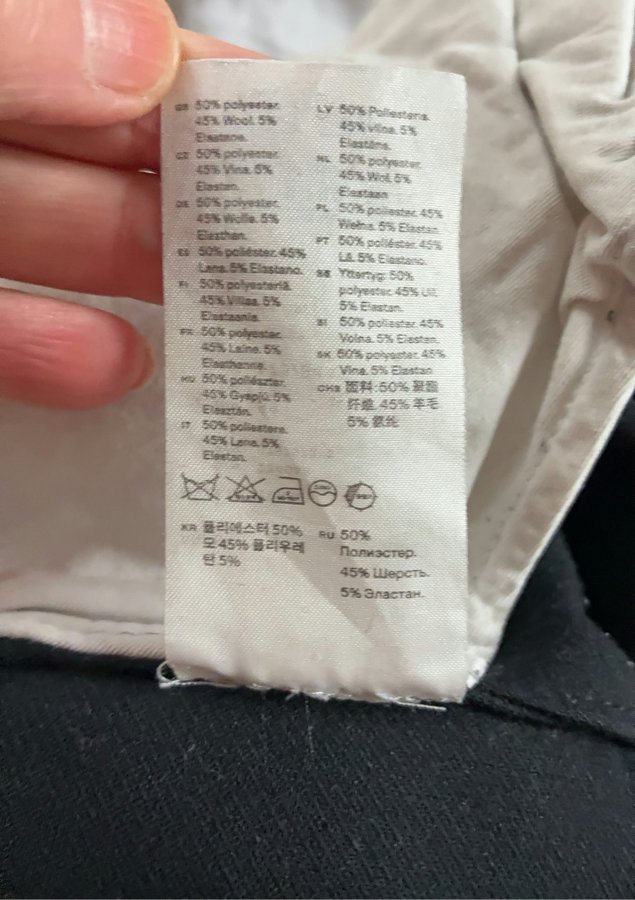 GB 50% polyester.
45% Wool. 5%
Elastane.
CZ 50% polyester.
45% Vlna. 5%
Elastan.
DE 50% polyester.
45% Wolle. 5%
Elasthan.
ES 50% poliéster. 45%
Lana. 5% Elastano.
FI 50% polyesteriä.
45% Villaa. 5%
Elastaania.
FR 50% polyester.
45% Laine. 5%
Elasthanne.
HU 50% poliészter.
45% Gyapjú. 5%
Elasztán.
IT 50% poliestere.
45% Lana. 5%
Elastan.
LV 50% Poliesteris.
45% vilna. 5%
Elastāns.
NL 50% polyester.
45% Wol. 5%
Elastaan
PL 50% poliester. 45%
Wełna. 5% Elastan.
PT 50% poliéster. 45%
Lã. 5% Elastano.
SE Yttertyg: 50%
polyester. 45% Ull.
5% Elastan.
SI 50% poliester. 45%
Volna. 5% Elastan.
SK 50% polyester. 45%
Vlna. 5% Elastan
CHS 面料:50% 聚酯
纤维. 45% 羊毛
5% 氨纶
KR 폴리에스터 50%
모 45% 폴리우레
탄 5%
RU 50%
Полиэстер.
45% Шерсть.
5% Эластан.